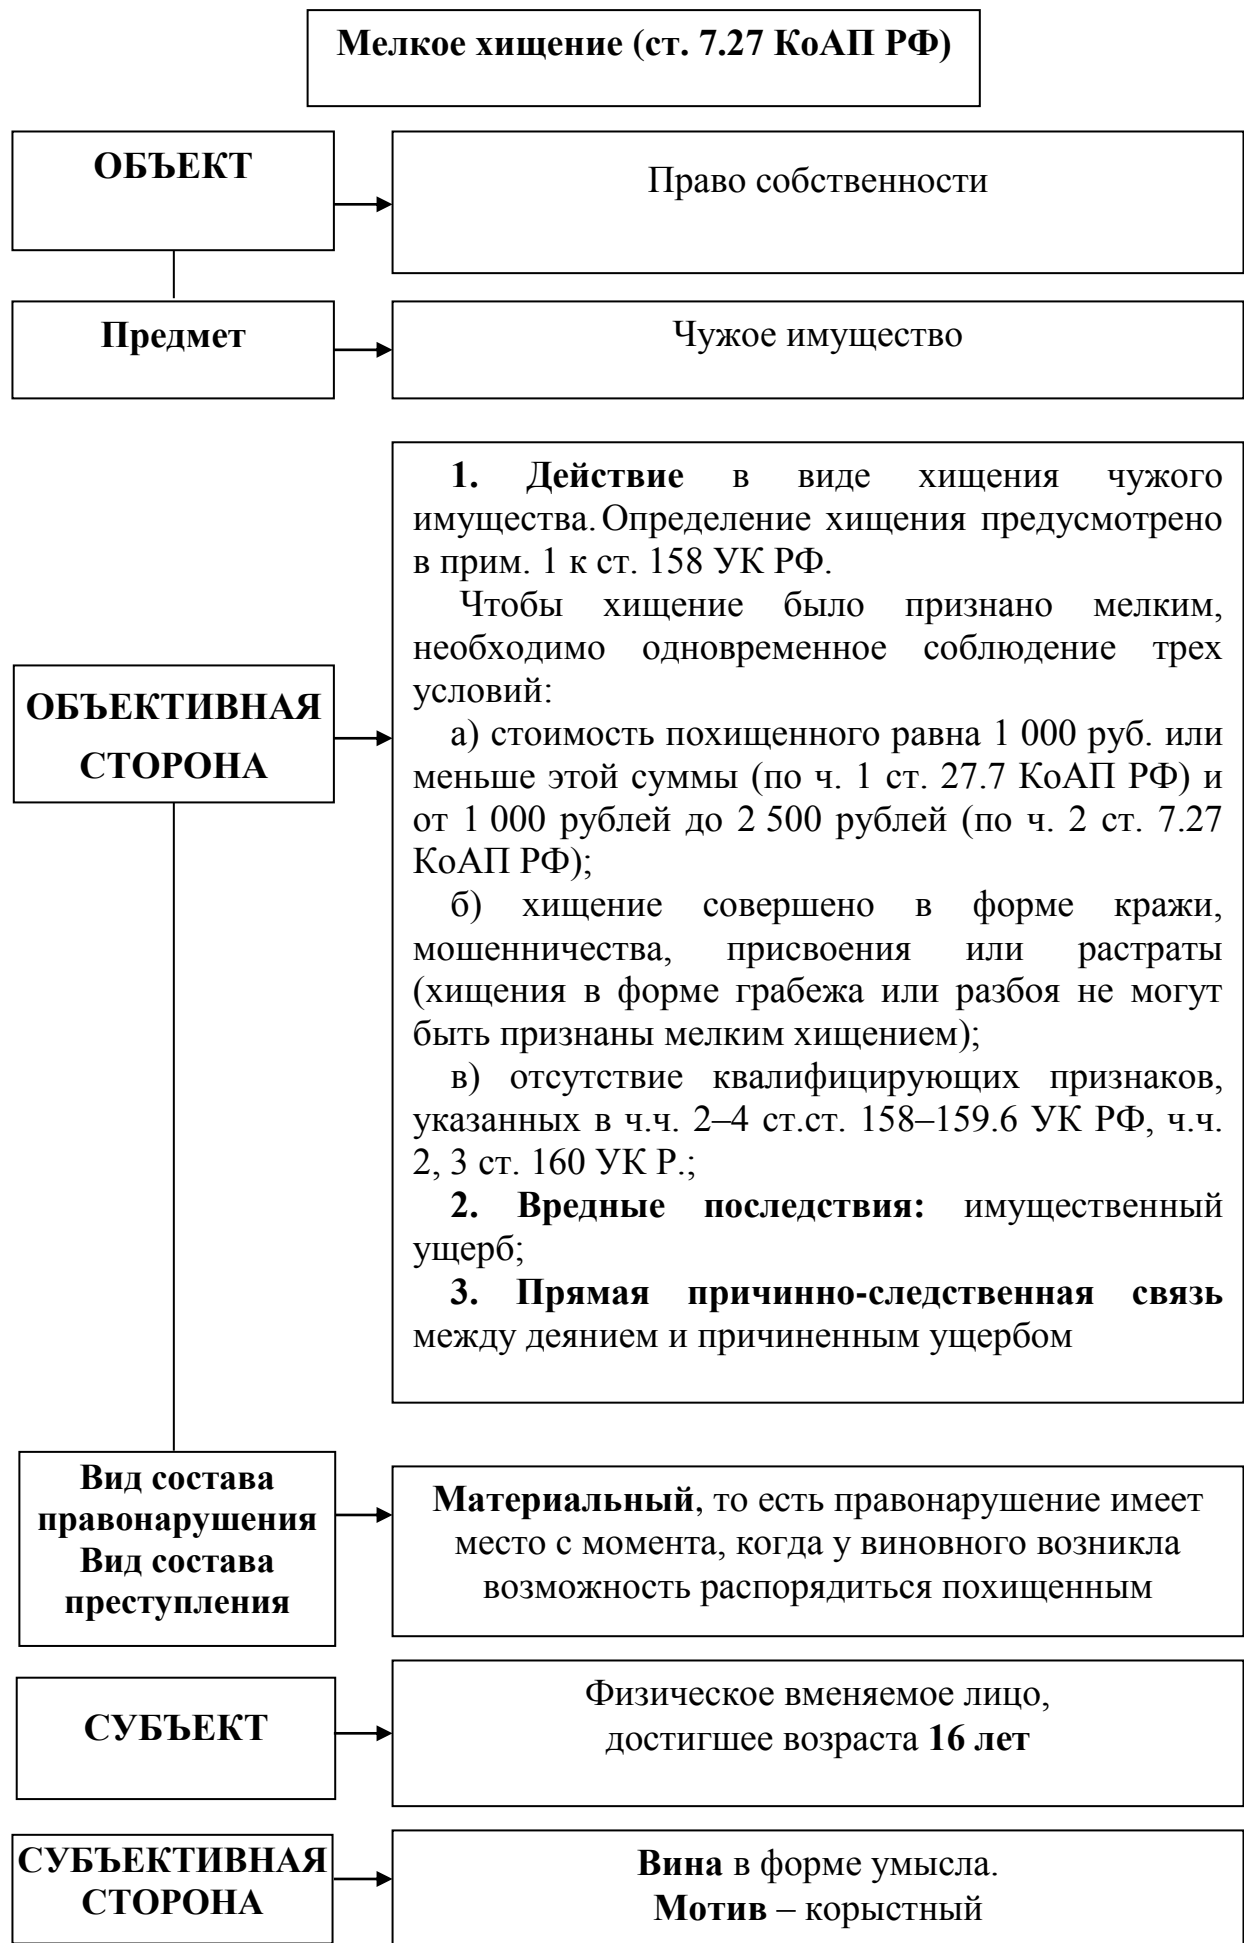 Мелкое хищение (ст. 7.27 КоАП РФ)
ОБЪЕКТ
Право собственности
Предмет
Чужое имущество
ОБЪЕКТИВНАЯ
СТОРОНА
1. Действие в виде хищения чужого
имущества. Определение хищения предусмотрено
в прим. 1 к ст. 158 УК РФ.
Чтобы хищение было признано мелким,
необходимо одновременное соблюдение трех
условий:
а) стоимость похищенного равна 1 000 руб. или
меньше этой суммы (по ч. 1 ст. 27.7 КоАП РФ) и
от 1 000 рублей до 2 500 рублей (по ч. 2 ст. 7.27
КоАП РФ);
б) хищение совершено в форме кражи,
мошенничества, присвоения или растраты
(хищения в форме грабежа или разбоя не могут
быть признаны мелким хищением);
в) отсутствие квалифицирующих признаков,
указанных в ч.ч. 2–4 ст.ст. 158–159.6 УК РФ, ч.ч.
2, 3 ст. 160 УК Р.;
2. Вредные последствия: имущественный
ущерб;
3. Прямая причинно-следственная связь
между деянием и причиненным ущербом
Вид состава
правонарушения
Вид состава
преступления
Материальный, то есть правонарушение имеет
место с момента, когда у виновного возникла
возможность распорядиться похищенным
СУБЪЕКТ
Физическое вменяемое лицо,
достигшее возраста 16 лет
СУБЪЕКТИВНАЯ
СТОРОНА
Вина в форме умысла.
Мотив – корыстный